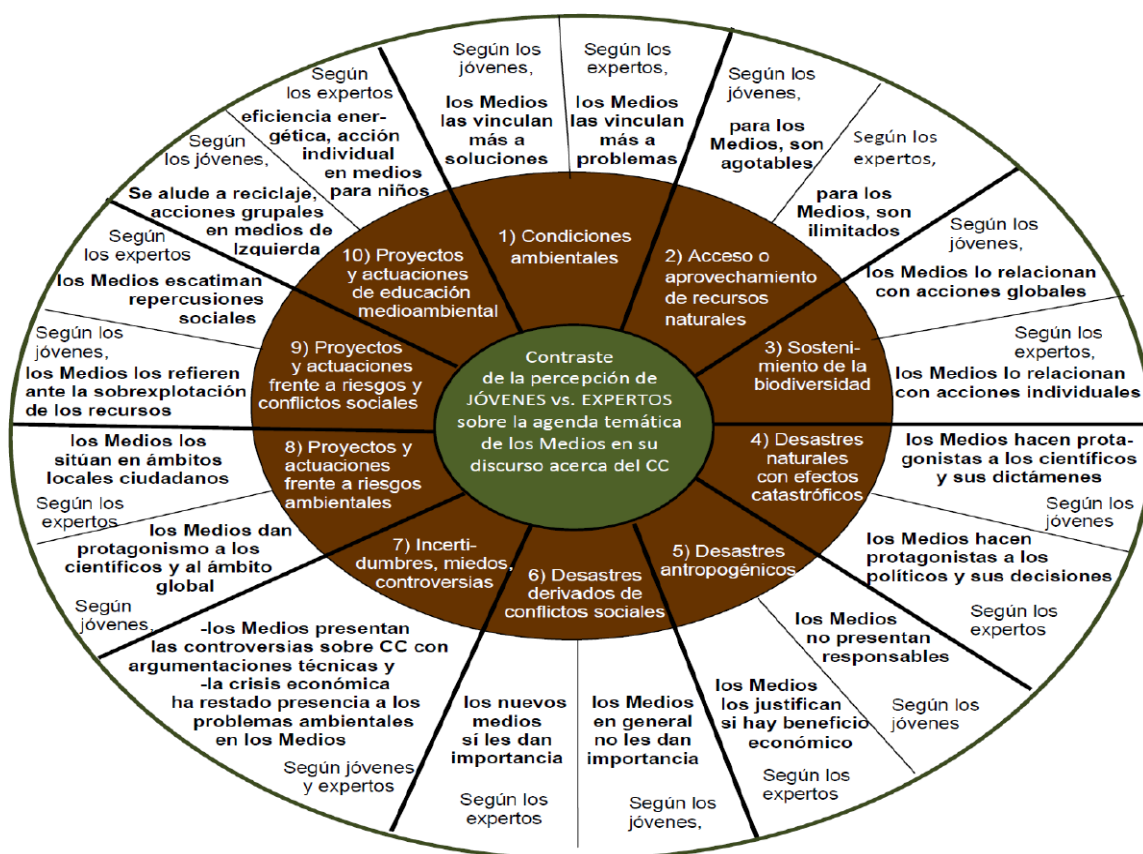 Contraste
de la percepción de
JÓVENES vs. EXPERTOS
sobre la agenda temática
de los Medios en su
discurso acerca del CC
1) Condiciones
ambientales
Según los
jóvenes,
los Medios
las vinculan
más a
soluciones
Según los
expertos,
los Medios
las vinculan
más a
problemas
2) Acceso o
aprovechamiento
de recursos
naturales
Según los
jóvenes,
para los
Medios, son
agotables
Según los
expertos,
para los
Medios, son
ilimitados
3) Sosteni-
miento de la
biodiversidad
Según los
jóvenes,
los Medios lo relacionan
con acciones globales
Según los
expertos,
los Medios lo relacionan
con acciones individuales
4) Desastres
naturales
con efectos
catastróficos
los Medios hacen prota-
gonistas a los científicos
y sus dictámenes
Según los
jóvenes
los Medios hacen
protagonistas a los
políticos y sus decisiones
Según los
expertos
5) Desastres
antropogénicos
los Medios
no presentan
responsables
Según los
jóvenes
los Medios
los justifican
si hay beneficio
económico
Según los
expertos
6) Desastres
derivados de
conflictos sociales
los Medios
en general
no les dan
importancia
Según los
jóvenes,
los nuevos
medios
sí les dan
importancia
Según los
expertos
7) Incerti-
dumbres, miedos,
controversias
-los Medios presentan
las controversias sobre CC con
argumentaciones técnicas y
-la crisis económica
ha restado presencia a los
problemas ambientales
en los Medios
Según jóvenes
y expertos
8) Proyectos y
actuaciones
frente a riesgos
ambientales
los Medios dan
protagonismo a los
científicos y al ámbito
global
Según
jóvenes,
los Medios los
sitúan en ámbitos
locales ciudadanos
Según los
expertos
9) Proyectos
y actuaciones
frente a riesgos y
conflictos sociales
Según los
jóvenes,
los Medios los refieren
ante la sobrexplotación
de los recursos
Según
los expertos
los Medios escatiman
repercusiones
sociales
10) Proyectos
y actuaciones
de educación
medioambiental
Según
los jóvenes,
Se alude a reciclaje,
acciones grupales
en medios de
Izquierda
Según
los expertos
eficiencia ener-
gética, acción
individual
en medios
para niños